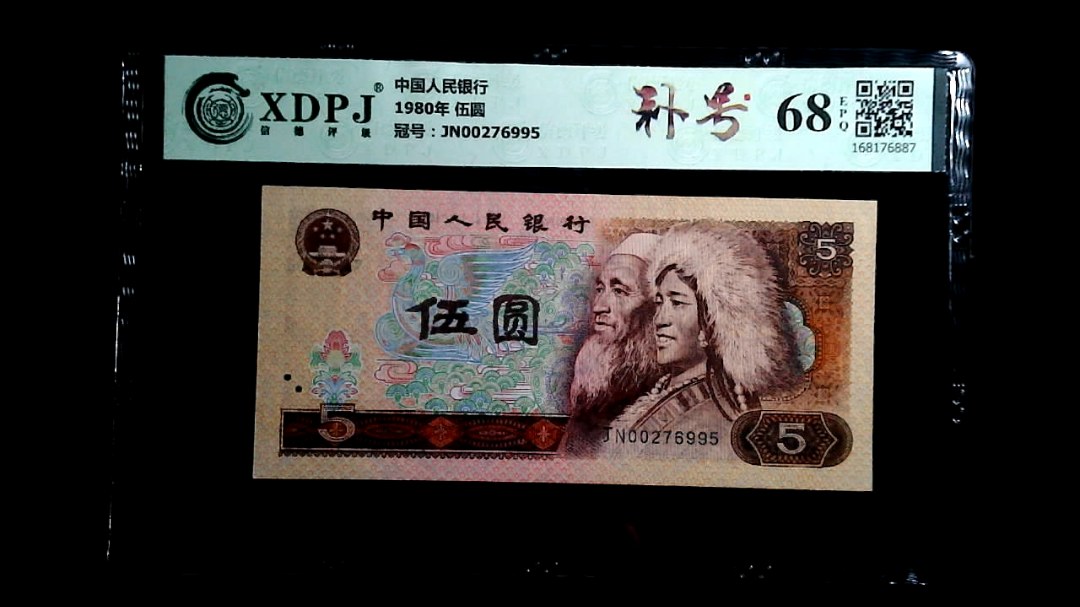 XDPJ®
信德评级
中国人民银行
1980年 伍圆
冠号：JN00276995
补号
68
EPQ
168176887
中国人民银行
5
伍圆
5
JN00276995
5